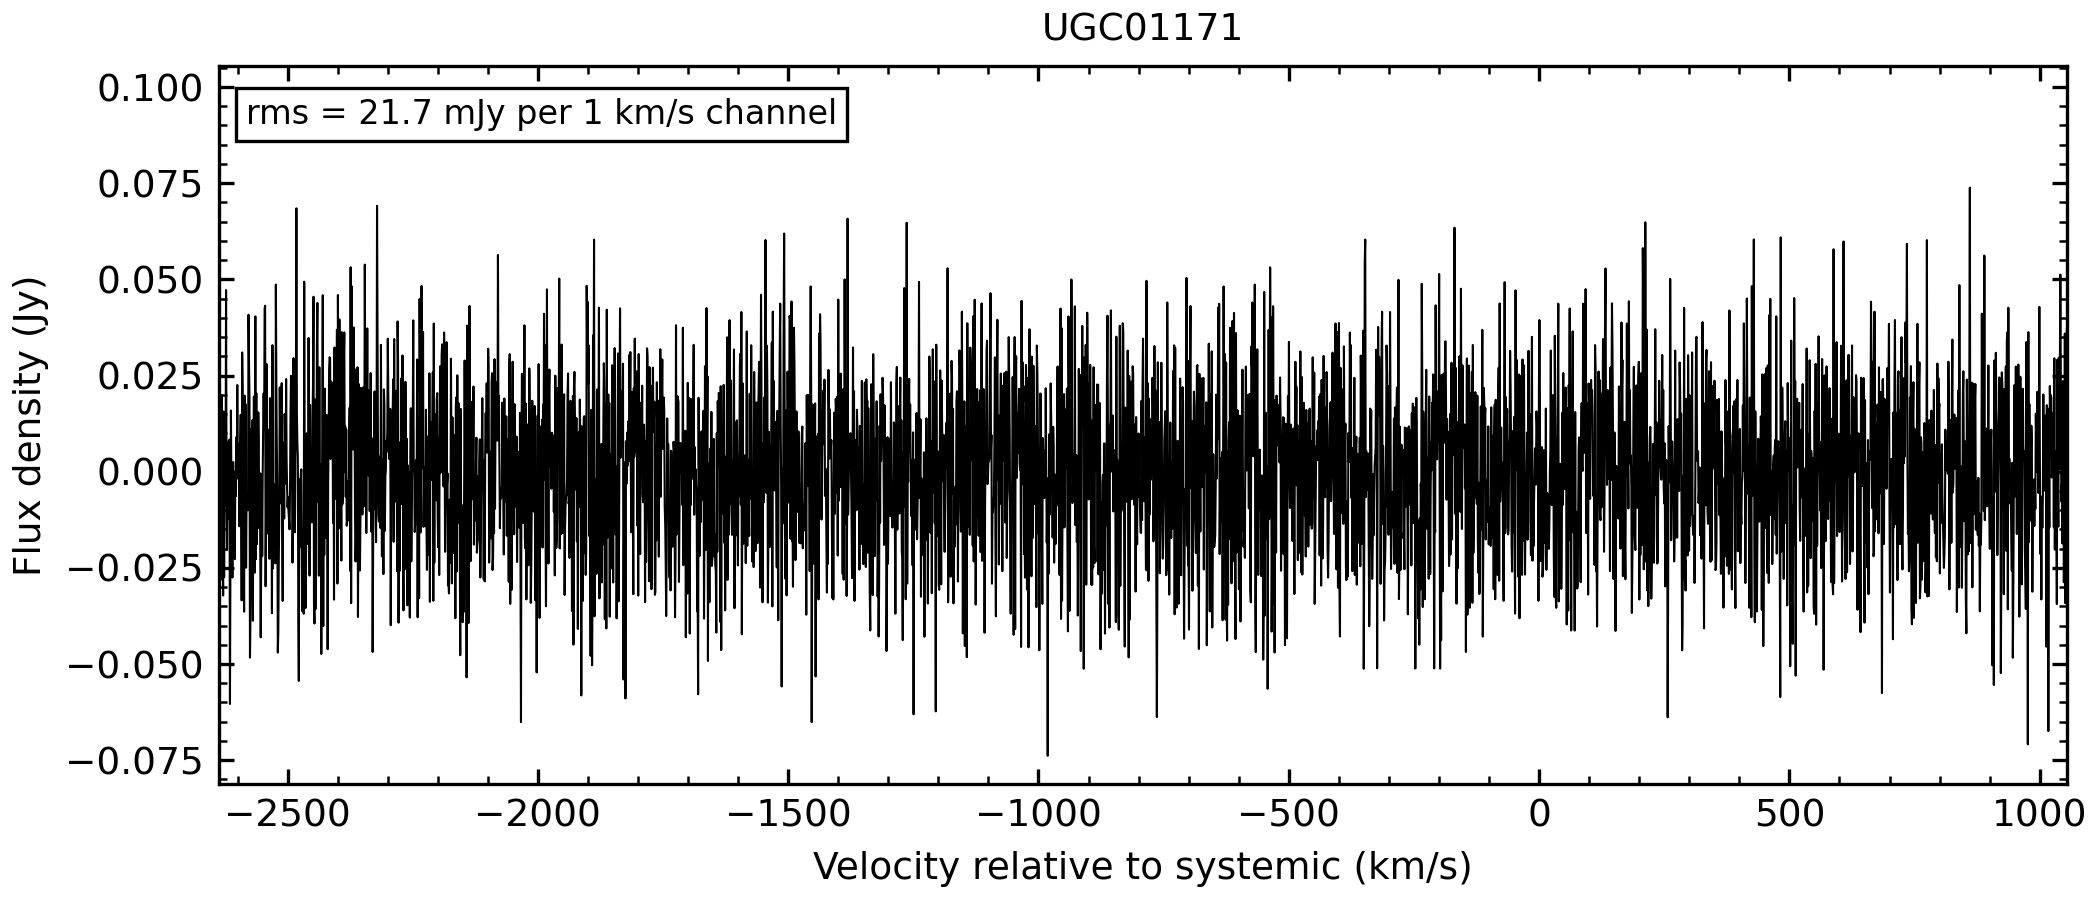 UGC01171
rms = 21.7 mJy per 1 km/s channel
Flux density (Jy)
0.100
0.075
0.050
0.025
0.000
−0.025
−0.050
−0.075
−2500 −2000 −1500 −1000 −500 0 500 1000
Velocity relative to systemic (km/s)